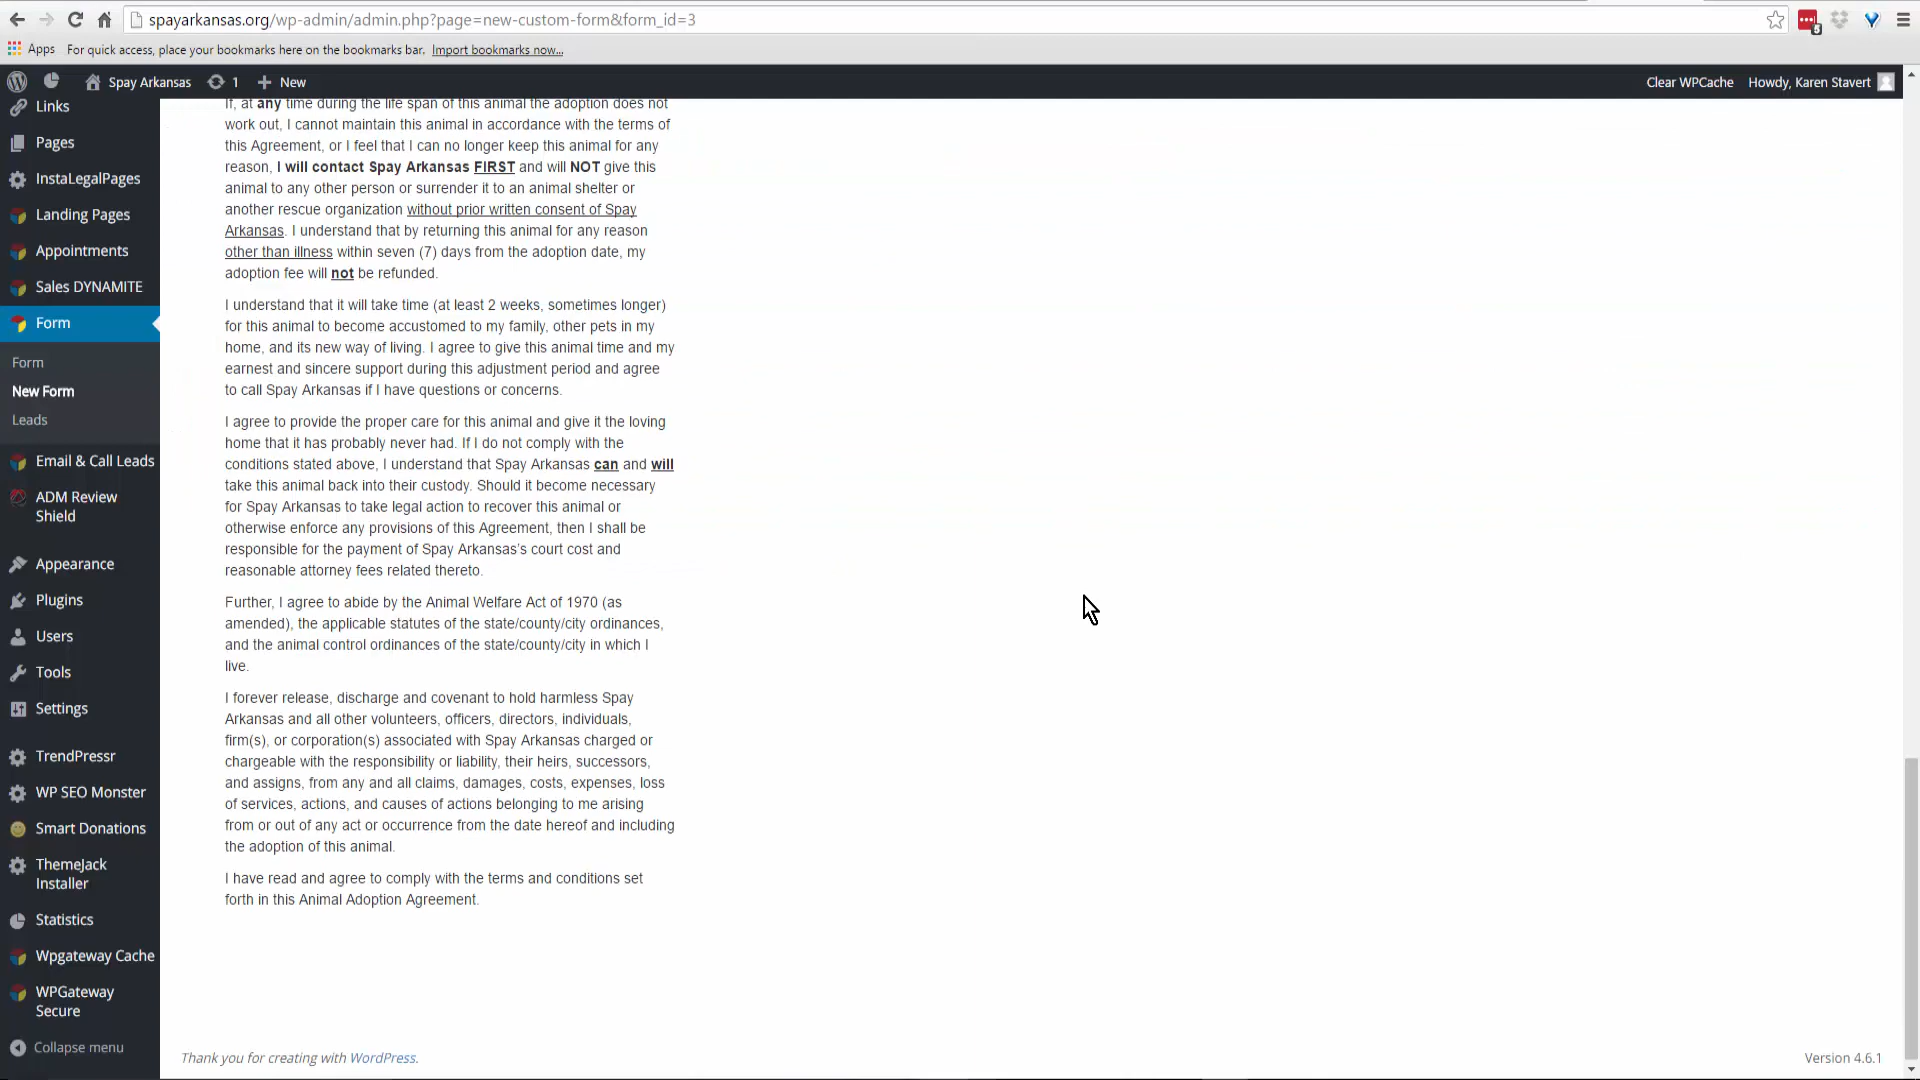 spayarkansas.org/wp-admin/admin.php?page=new-custom-form&form_id=3
5
Apps For quick access, place your bookmarks here on the bookmarks bar. Import bookmarks now...
Spay Arkansas 1 New Clear WPCache Howdy, Karen Stavert
Links
Pages
InstaLegalPages
Landing Pages
Appointments
Sales DYNAMITE
Form
Form
New Form
Leads
Email & Call Leads
ADM Review
Shield
Appearance
Plugins
Users
Tools
Settings
TrendPressr
WP SEO Monster
Smart Donations
ThemeJack
Installer
Statistics
Wpgateway Cache
WPGateway
Secure
Collapse menu
If, at any time during the life span of this animal the adoption does not
work out, I cannot maintain this animal in accordance with the terms of
this Agreement, or I feel that I can no longer keep this animal for any
reason, I will contact Spay Arkansas FIRST and will NOT give this
animal to any other person or surrender it to an animal shelter or
another rescue organization without prior written consent of Spay
Arkansas. I understand that by returning this animal for any reason
other than illness within seven (7) days from the adoption date, my
adoption fee will not be refunded.
I understand that it will take time (at least 2 weeks, sometimes longer)
for this animal to become accustomed to my family, other pets in my
home, and its new way of living. I agree to give this animal time and my
earnest and sincere support during this adjustment period and agree
to call Spay Arkansas if I have questions or concerns.
I agree to provide the proper care for this animal and give it the loving
home that it has probably never had. If I do not comply with the
conditions stated above, I understand that Spay Arkansas can and will
take this animal back into their custody. Should it become necessary
for Spay Arkansas to take legal action to recover this animal or
otherwise enforce any provisions of this Agreement, then I shall be
responsible for the payment of Spay Arkansas's court cost and
reasonable attorney fees related thereto.
Further, I agree to abide by the Animal Welfare Act of 1970 (as
amended), the applicable statutes of the state/county/city ordinances,
and the animal control ordinances of the state/county/city in which I
live.
I forever release, discharge and covenant to hold harmless Spay
Arkansas and all other volunteers, officers, directors, individuals,
firm(s), or corporation(s) associated with Spay Arkansas charged or
chargeable with the responsibility or liability, their heirs, successors,
and assigns, from any and all claims, damages, costs, expenses, loss
of services, actions, and causes of actions belonging to me arising
from or out of any act or occurrence from the date hereof and including
the adoption of this animal.
I have read and agree to comply with the terms and conditions set
forth in this Animal Adoption Agreement.
Thank you for creating with WordPress. Version 4.6.1